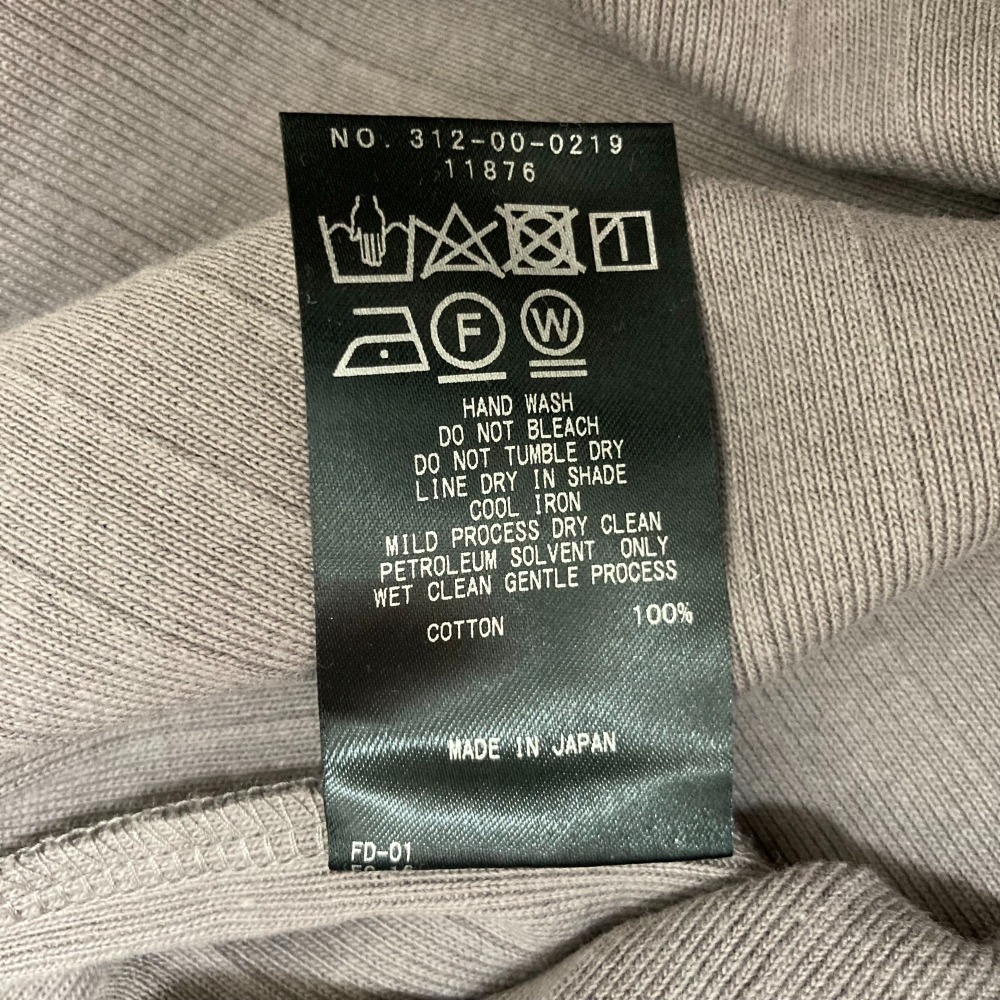 NO. 312-00-0219
11876
F W
HAND WASH
DO NOT BLEACH
DO NOT TUMBLE DRY
LINE DRY IN SHADE
COOL IRON
MILD PROCESS DRY CLEAN
PETROLEUM SOLVENT ONLY
WET CLEAN GENTLE PROCESS
COTTON 100%
MADE IN JAPAN
FD-01